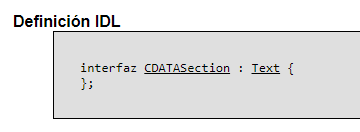 Definición IDL
interfaz CDATASection : Text {
};